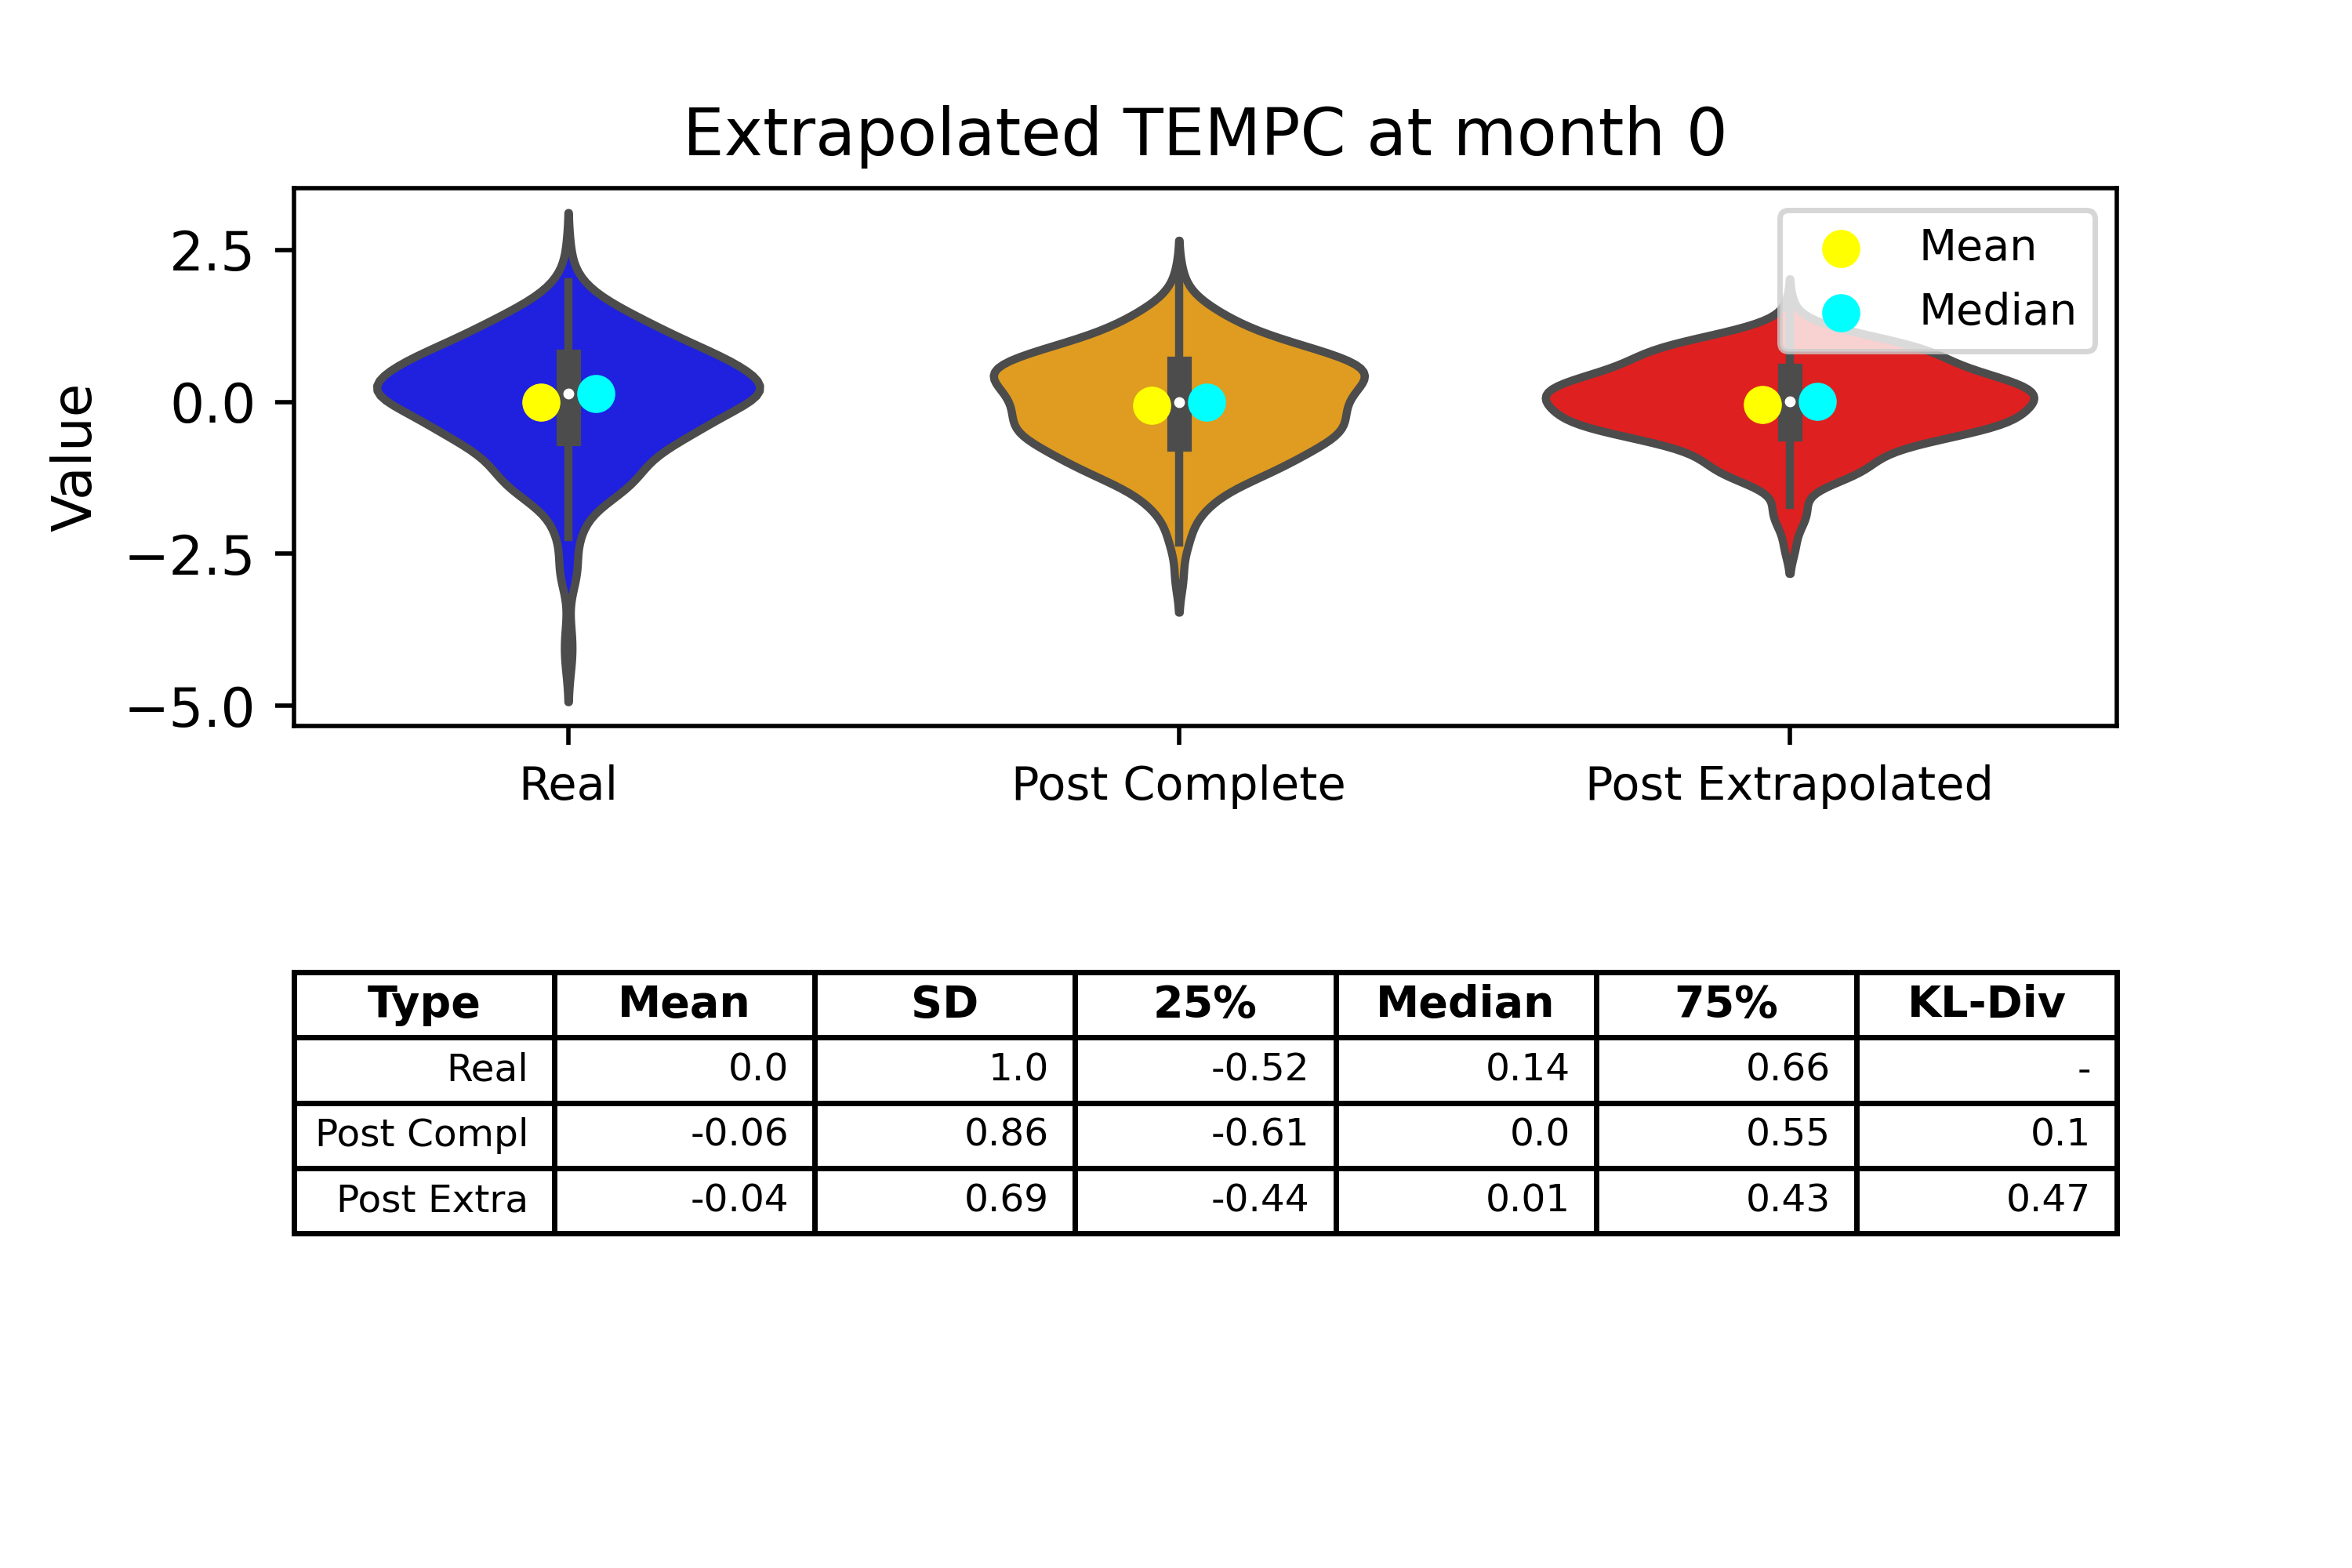 Extrapolated TEMPC at month 0
Value
2.5
0.0
−2.5
−5.0
Mean
Median
Real Post Complete Post Extrapolated
Type Mean SD 25% Median 75% KL-Div
Real 0.0 1.0 -0.52 0.14 0.66 -
Post Compl -0.06 0.86 -0.61 0.0 0.55 0.1
Post Extra -0.04 0.69 -0.44 0.01 0.43 0.47